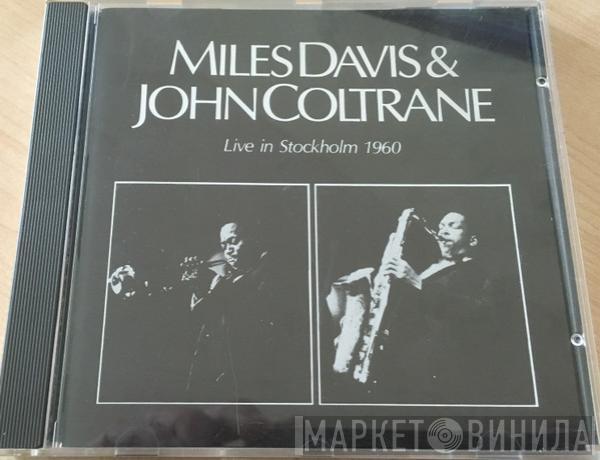 MILES DAVIS &
JOHN COLTRANE
Live in Stockholm 1960
МАРКЕТ ВИНИЛА